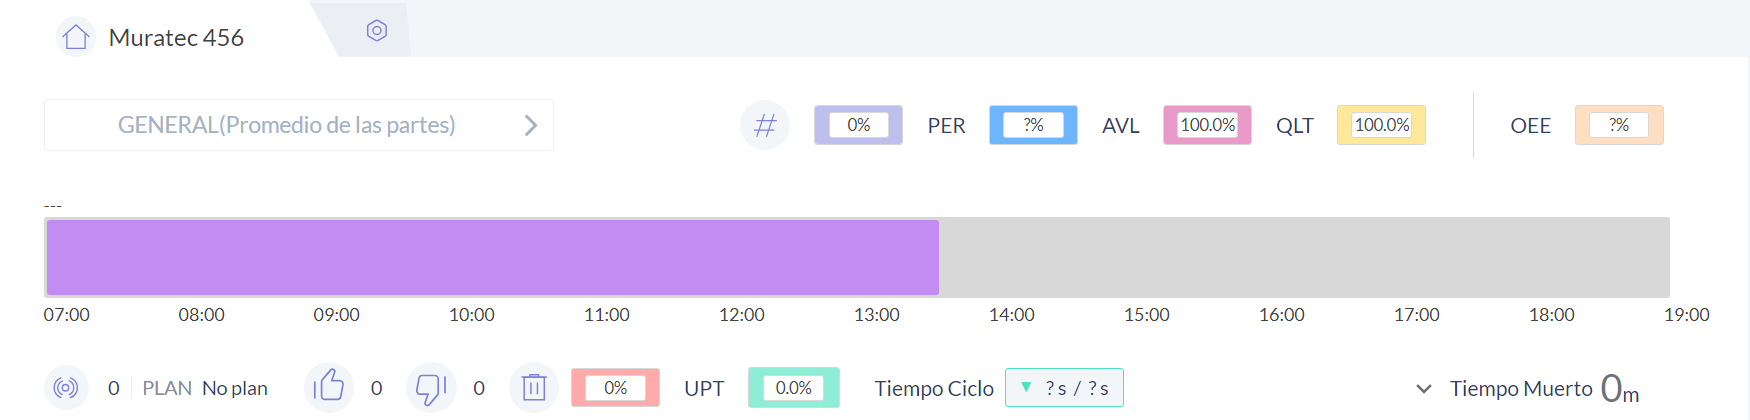 Muratec 456
GENERAL(Promedio de las partes)
# 0% PER ?% AVL 100.0% QLT 100.0% OEE ?%
---
07:00 08:00 09:00 10:00 11:00 12:00 13:00 14:00 15:00 16:00 17:00 18:00 19:00
0 PLAN No plan 0 0 0% UPT 0.0% Tiempo Ciclo ?s / ?s Tiempo Muerto 0m